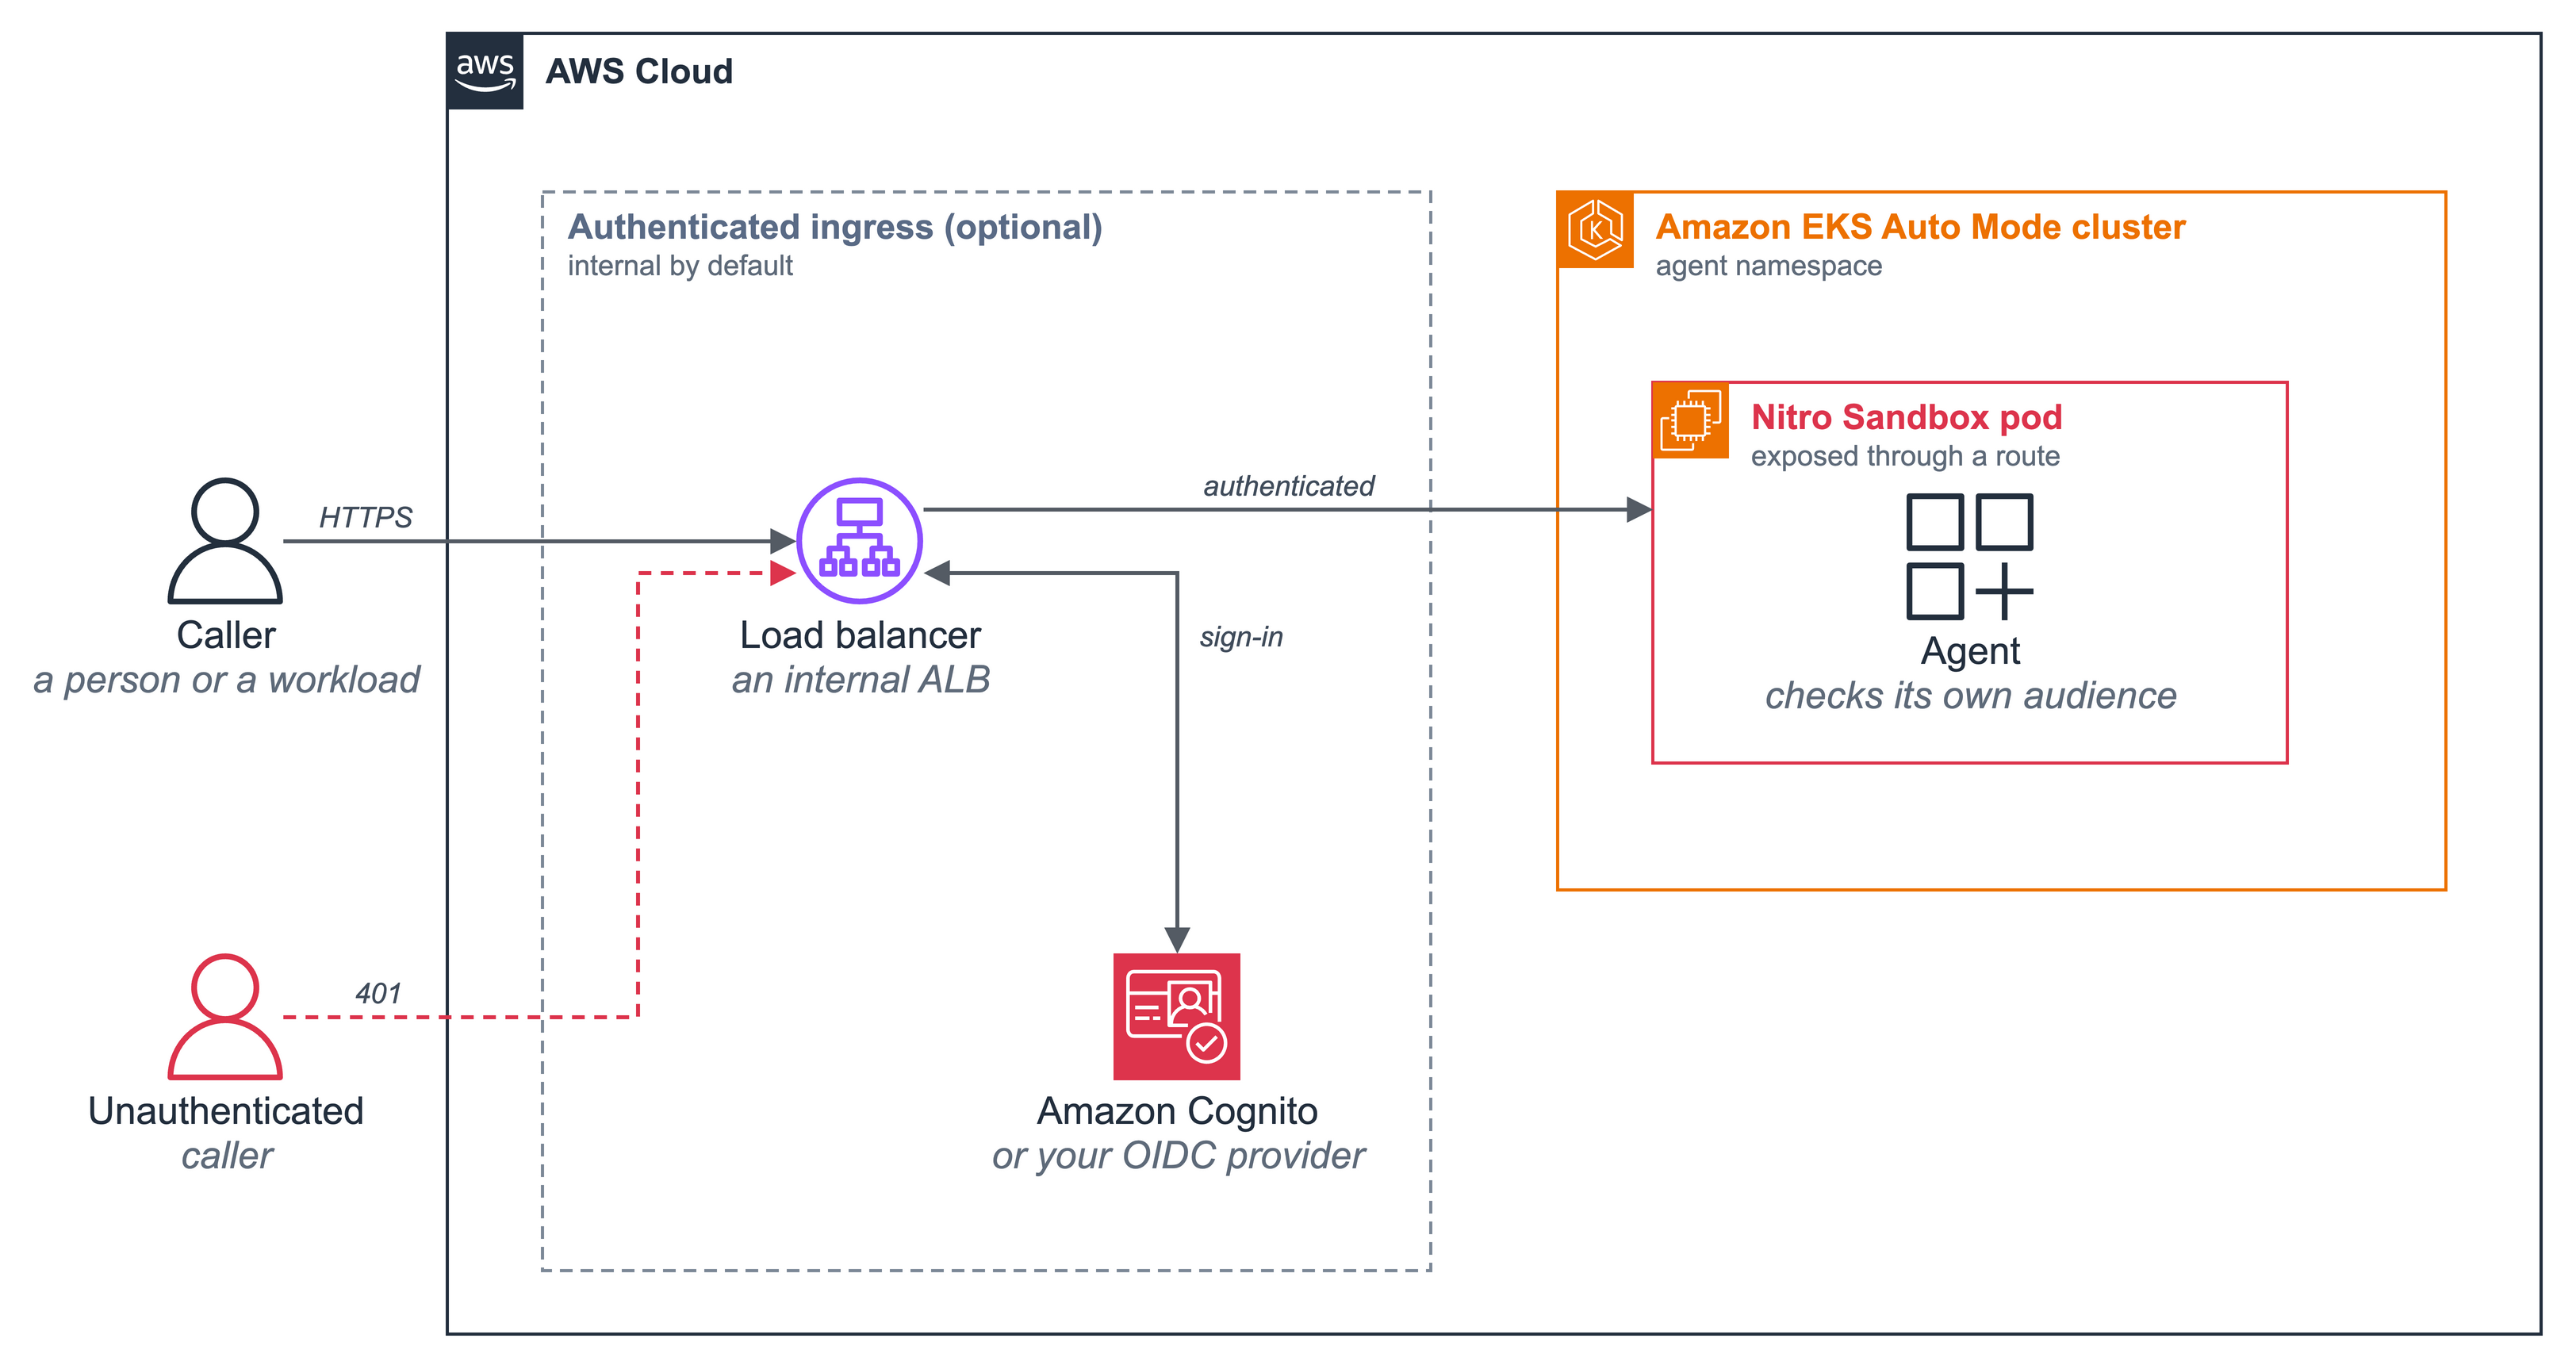 aws
AWS Cloud
Authenticated ingress (optional)
internal by default
Amazon EKS Auto Mode cluster
agent namespace
K
Nitro Sandbox pod
exposed through a route
authenticated
HTTPS
Caller
a person or a workload
Load balancer
an internal ALB
sign-in
Agent
checks its own audience
401
Unauthenticated
caller
Amazon Cognito
or your OIDC provider